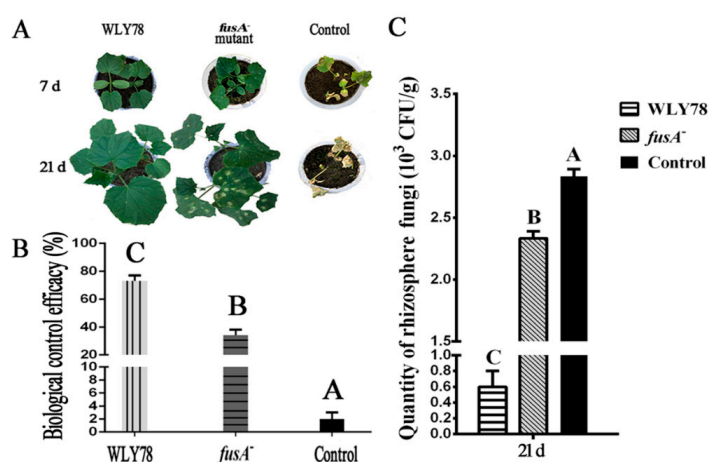 A
WLY78
fusA-
mutant
Control
7 d
21 d
B
Biological control efficacy (%)
100
80
60
40
20
10
8
6
4
2
0
C
B
A
WLY78
fusA-
Control
C
Quantity of rhizosphere fungi (10³ CFU/g)
3.5
3.0
2.5
2.0
1.5
1.0
0.8
0.6
0.4
0.2
0.0
C
B
A
21 d
WLY78
fusA-
Control